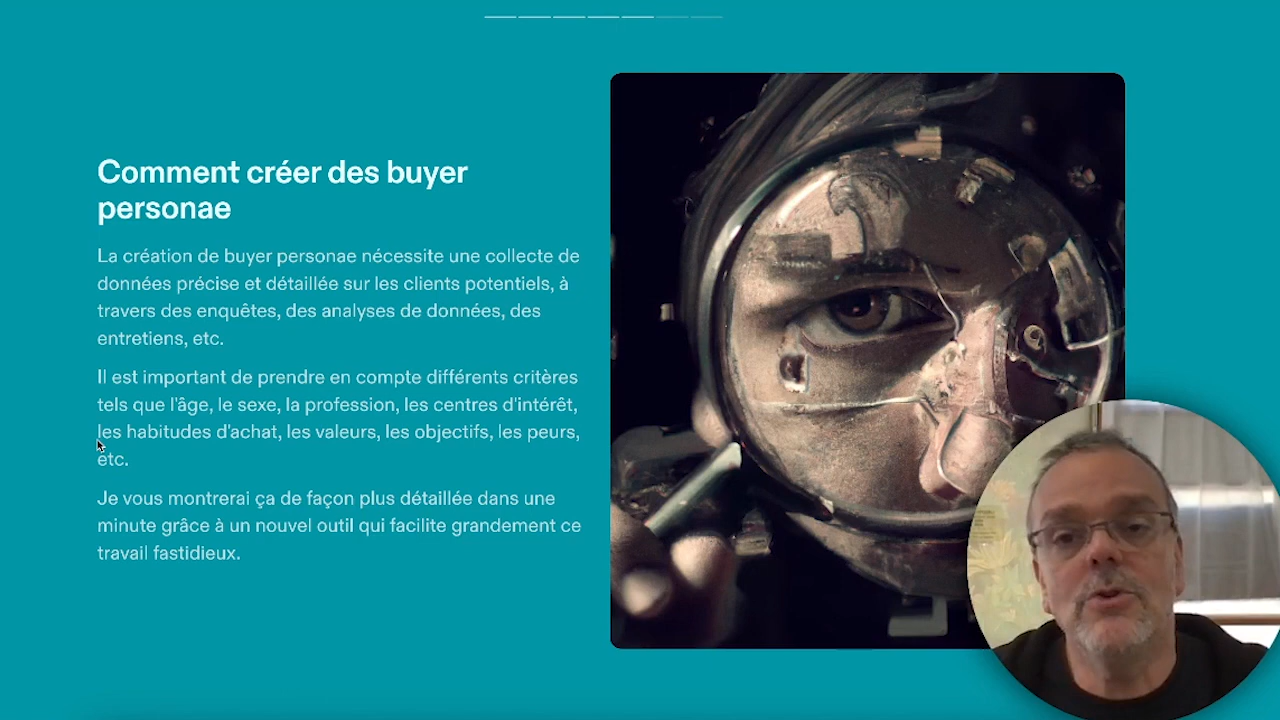 Comment créer des buyer
personae
La création de buyer personae nécessite une collecte de
données précise et détaillée sur les clients potentiels, à
travers des enquêtes, des analyses de données, des
entretiens, etc.
Il est important de prendre en compte différents critères
tels que l'âge, le sexe, la profession, les centres d'intérêt,
les habitudes d'achat, les valeurs, les objectifs, les peurs,
etc.
Je vous montrerai ça de façon plus détaillée dans une
minute grâce à un nouvel outil qui facilite grandement ce
travail fastidieux.